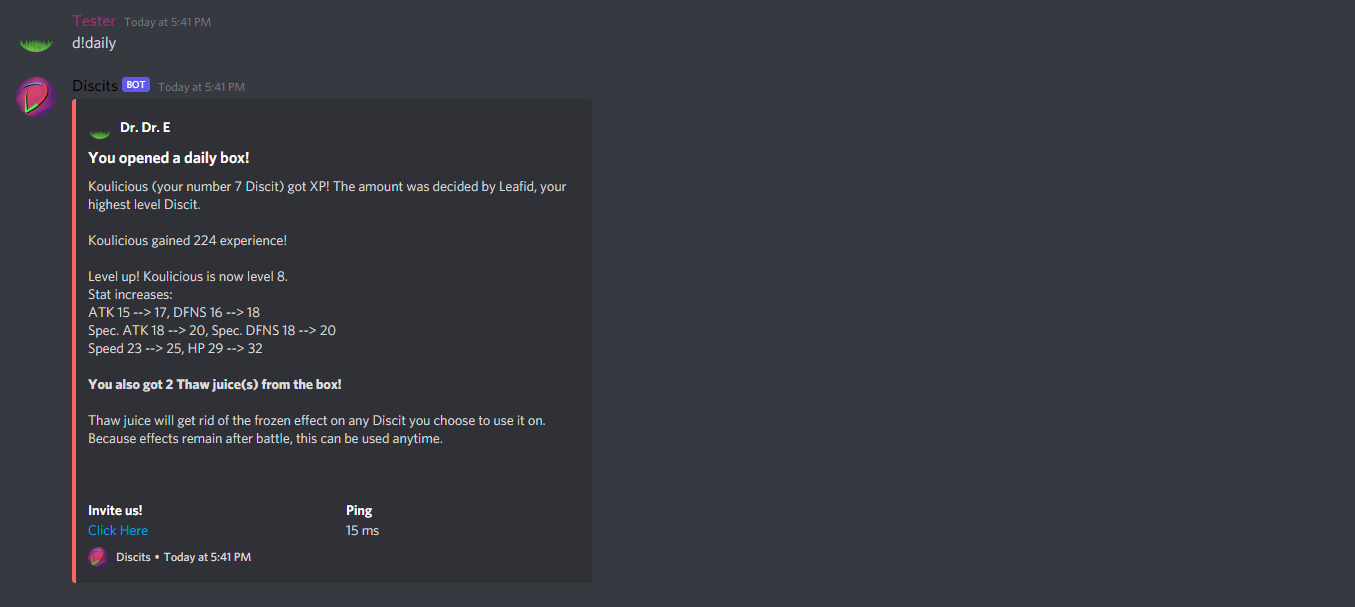 Tester Today at 5:41 PM
d!daily
Discits BOT Today at 5:41 PM
Dr. Dr. E
You opened a daily box!
Koulicious (your number 7 Discit) got XP! The amount was decided by Leafid, your
highest level Discit.
Koulicious gained 224 experience!
Level up! Koulicious is now level 8.
Stat increases:
ATK 15 --> 17, DFNS 16 --> 18
Spec. ATK 18 --> 20, Spec. DFNS 18 --> 20
Speed 23 --> 25, HP 29 --> 32
You also got 2 Thaw juice(s) from the box!
Thaw juice will get rid of the frozen effect on any Discit you choose to use it on.
Because effects remain after battle, this can be used anytime.
Invite us! Ping
Click Here 15 ms
Discits • Today at 5:41 PM